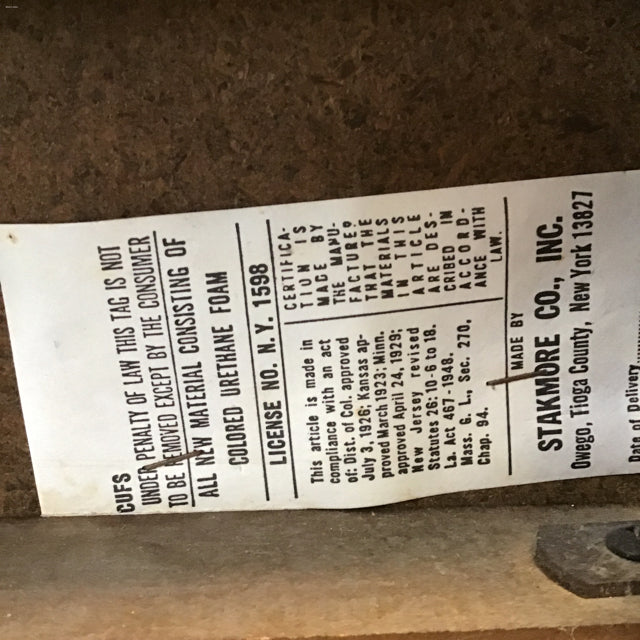 CUFS
UNDER PENALTY OF LAW THIS TAG IS NOT
TO BE REMOVED EXCEPT BY THE CONSUMER
ALL NEW MATERIAL CONSISTING OF
COLORED URETHANE FOAM
LICENSE NO. N.Y. 1598
This article is made in
compliance with an act
of: Dist. of Col. approved
July 3, 1926; Kansas ap-
proved March 1923; Minn.
approved April 24, 1929;
New Jersey revised
Statutes 26:10-6 to 18.
La. Act 467-1948.
Mass. G. L., Sec. 270,
Chap. 94.
CERTIFICA-
TIUN IS
MADE BY
THE MANU-
FACTURE?
THAT THE
MATERIALS
IN THIS
ARTICLE
ARE DES-
CRIBED IN
ACCORD-
ANCE WITH
LAW.
MADE BY
STAKMORE CO., INC.
Owego, Tioga County, New York 13827
Date of Delivery